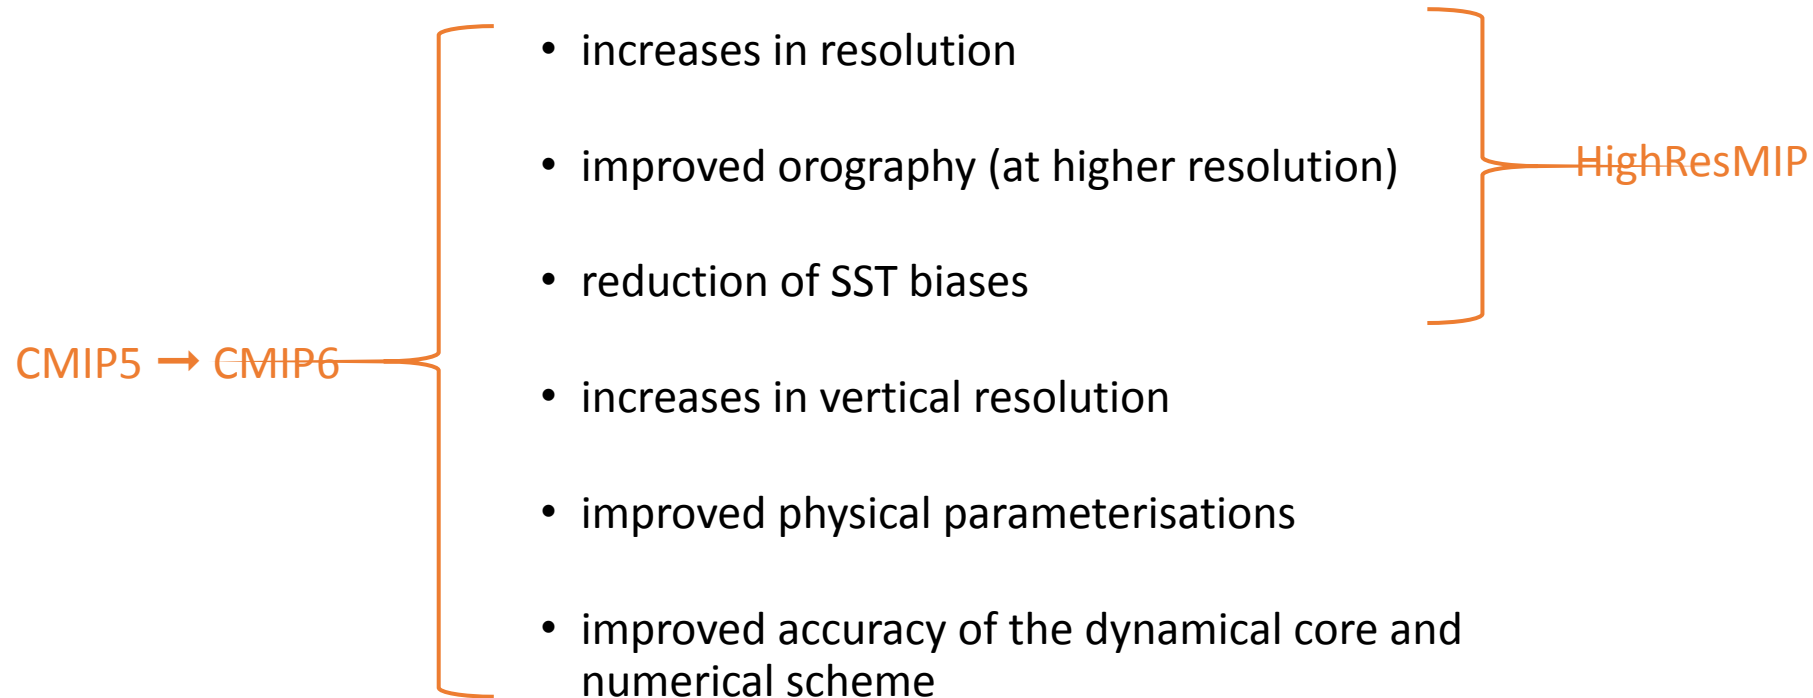 • increases in resolution
• improved orography (at higher resolution)
HighResMIP
• reduction of SST biases
CMIP5 → CMIP6
• increases in vertical resolution
• improved physical parameterisations
• improved accuracy of the dynamical core and
numerical scheme